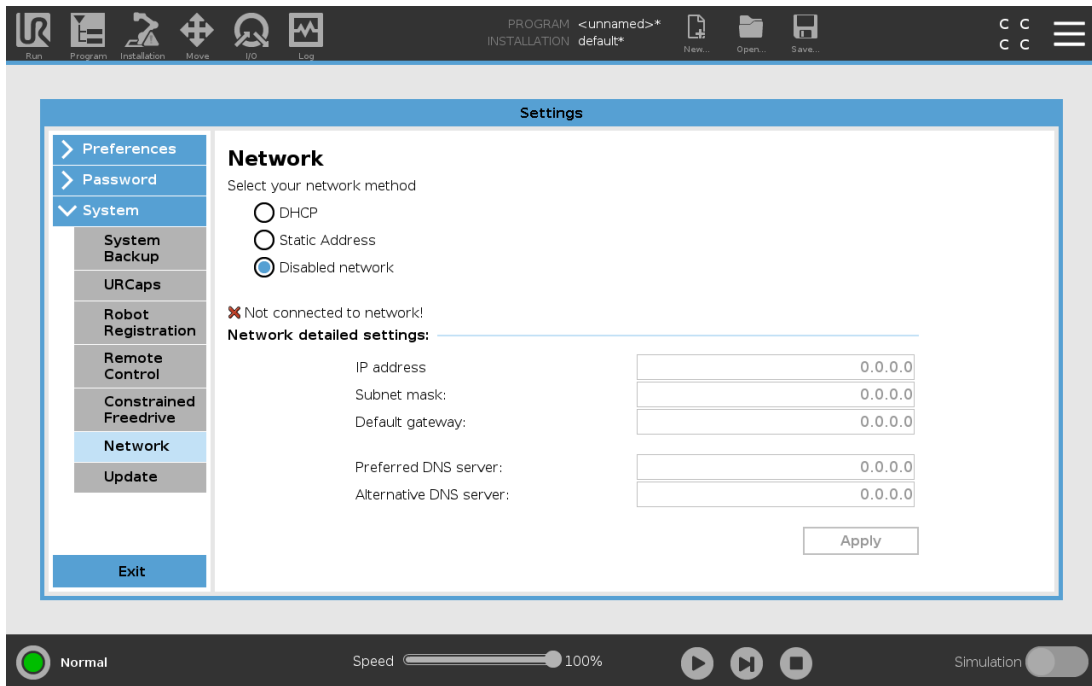 UR
PROGRAM <unnamed>*
INSTALLATION default*
Run Program Installation Move I/O Log New... Open... Save...
C C
C C
Settings
Preferences
Password
System
System
Backup
URCaps
Robot
Registration
Remote
Control
Constrained
Freedrive
Network
Update
Exit
Network
Select your network method
DHCP
Static Address
Disabled network
Not connected to network!
Network detailed settings:
IP address 0.0.0.0
Subnet mask: 0.0.0.0
Default gateway: 0.0.0.0
Preferred DNS server: 0.0.0.0
Alternative DNS server: 0.0.0.0
Apply
Normal Speed 100% Simulation